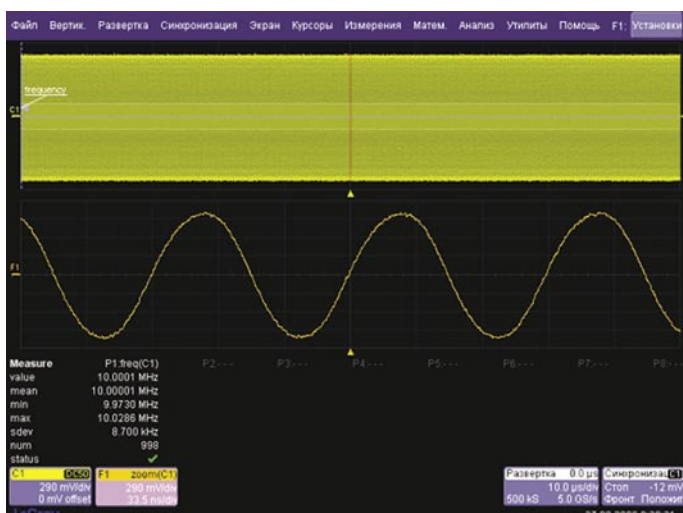 Файл Вертик. Развертка Синхронизация Экран Курсоры Измерения Матем. Анализ Утилиты Помощь F1: Установки
frequency
C1
F1
Measure P1:freq(C1) P2:--- P3:--- P4:--- P5:--- P6:--- P7:--- P8:---
value 10.0001 MHz
mean 10.00001 MHz
min 9.9730 MHz
max 10.0286 MHz
sdev 8.700 kHz
num 998
status
C1 DC50 F1 zoom(C1) Развертка 0.0 µs Синхронизац C1
290 mV/div 290 mV/div 10.0 µs/div Стоп -12 mV
0 mV offset 33.5 ns/div 500 kS 5.0 GS/s Фронт Положит
LeCroy